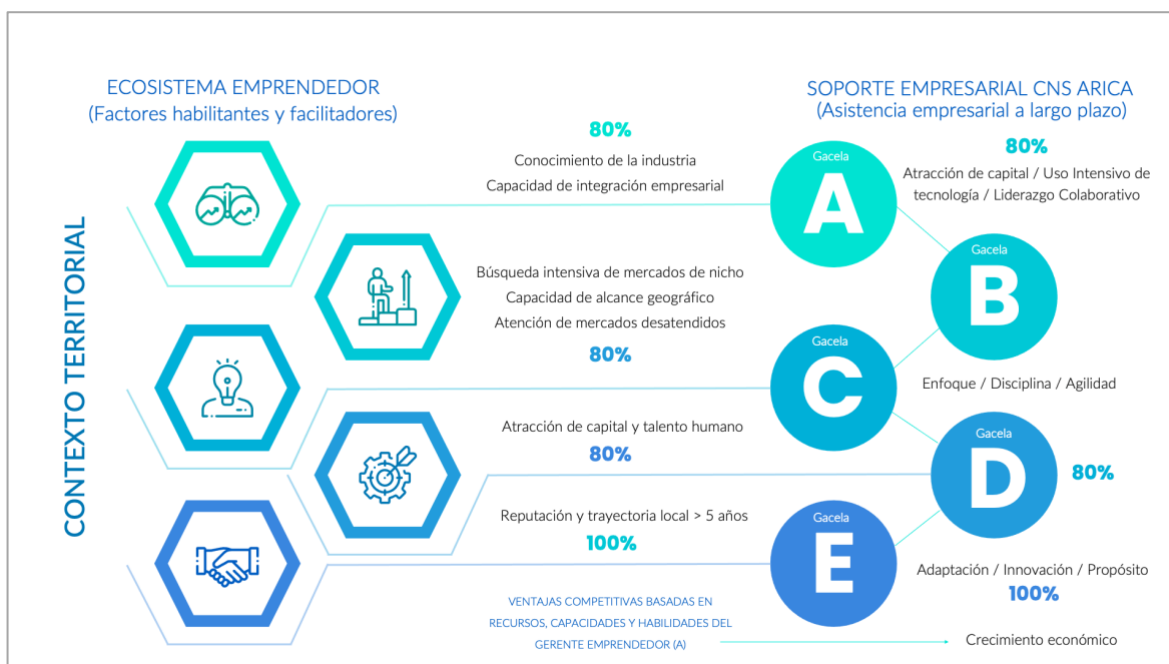 ECOSISTEMA EMPRENDEDOR
(Factores habilitantes y facilitadores)
SOPORTE EMPRESARIAL CNS ARICA
(Asistencia empresarial a largo plazo)
CONTEXTO TERRITORIAL
80%
Conocimiento de la industria
Capacidad de integración empresarial
Gacela
A
80%
Atracción de capital / Uso Intensivo de
tecnología / Liderazgo Colaborativo
Búsqueda intensiva de mercados de nicho
Capacidad de alcance geográfico
Atención de mercados desatendidos
80%
Gacela
B
Gacela
C
Enfoque / Disciplina / Agilidad
Atracción de capital y talento humano
80%
Gacela
D
80%
Reputación y trayectoria local > 5 años
100%
Gacela
E
Adaptación / Innovación / Propósito
100%
VENTAJAS COMPETITIVAS BASADAS EN
RECURSOS, CAPACIDADES Y HABILIDADES DEL
GERENTE EMPRENDEDOR (A)
Crecimiento económico